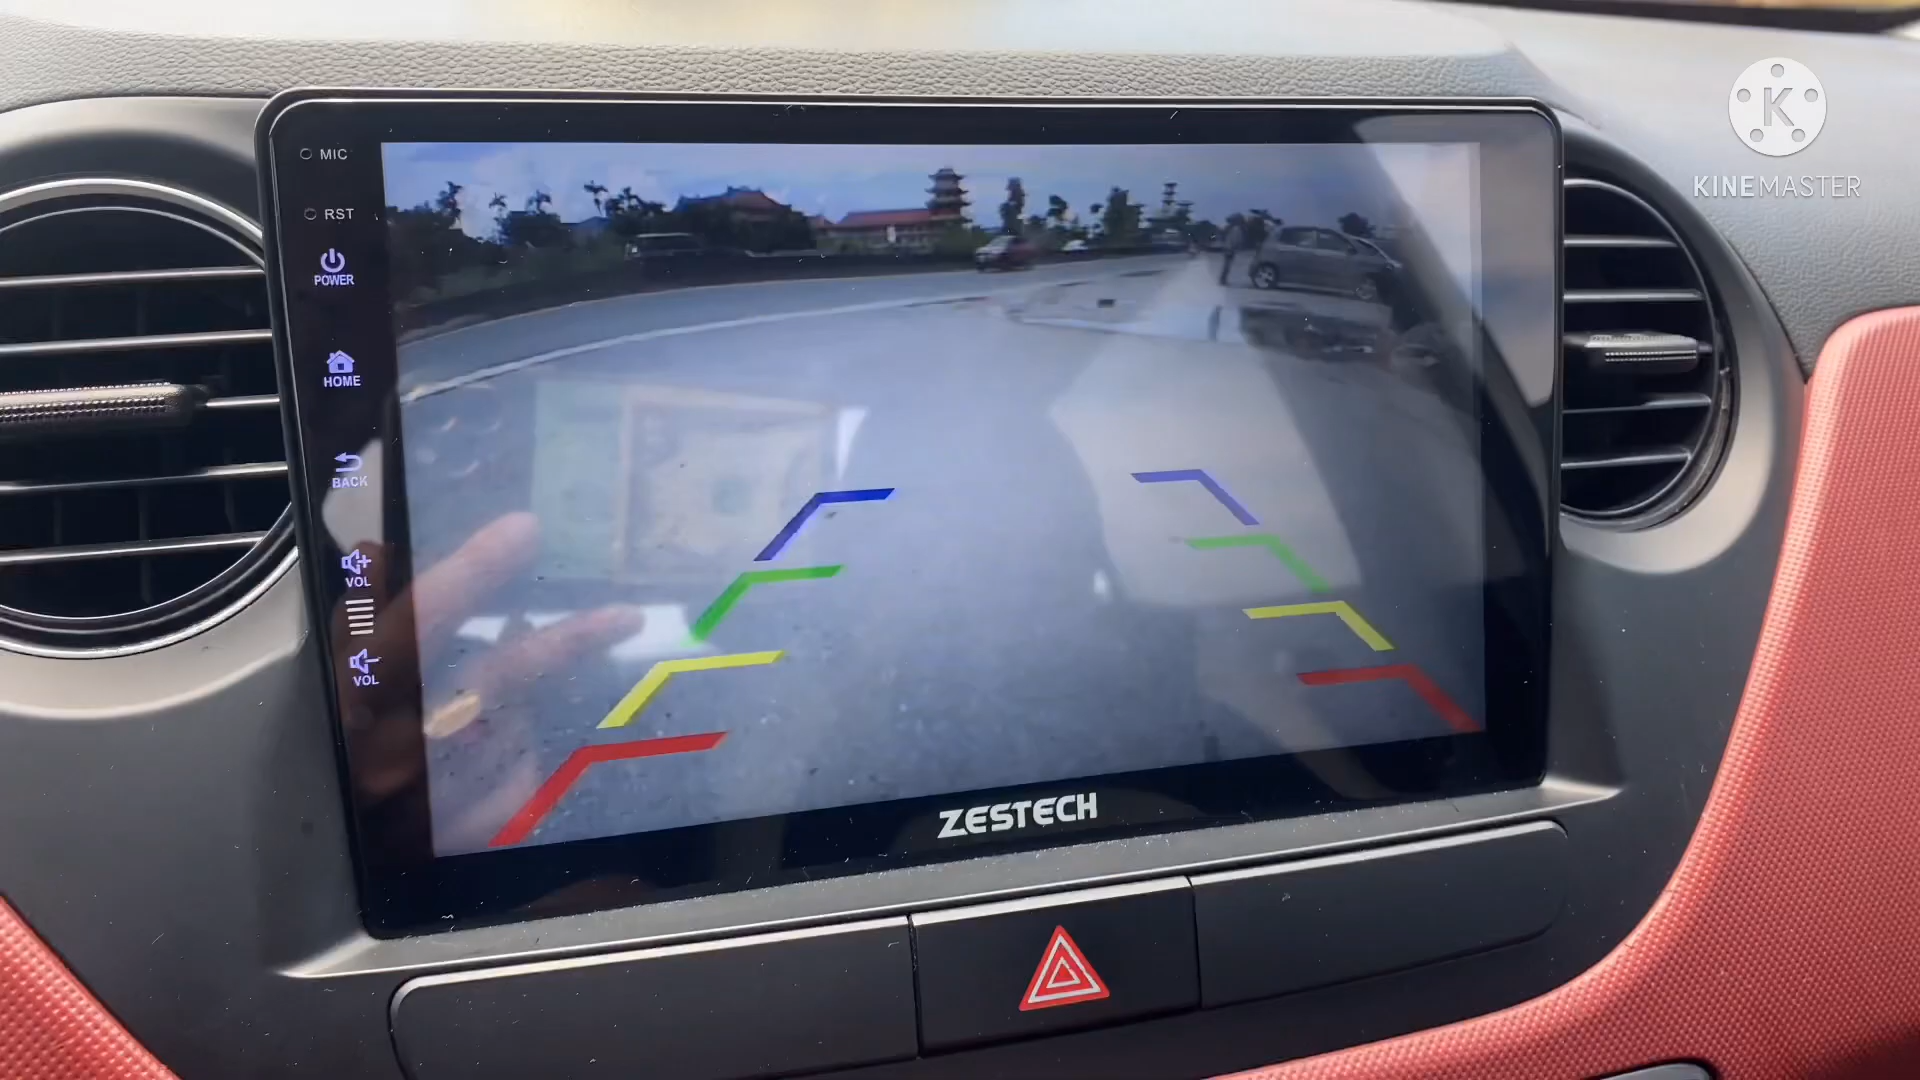 MIC
RST
POWER
HOME
BACK
VOL
VOL
ZESTECH
K
KINEMASTER